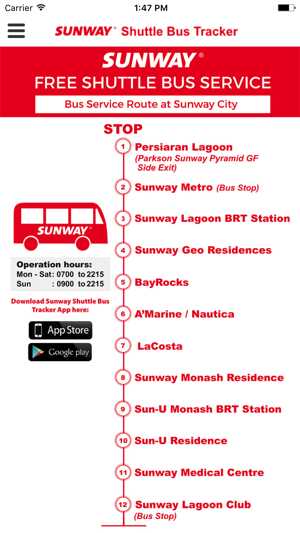 Carrier 1:47 PM
SUNWAY® Shuttle Bus Tracker
SUNWAY®
FREE SHUTTLE BUS SERVICE
Bus Service Route at Sunway City
STOP
1 Persiaran Lagoon
(Parkson Sunway Pyramid GF
Side Exit)
2 Sunway Metro (Bus Stop)
3 Sunway Lagoon BRT Station
4 Sunway Geo Residences
5 BayRocks
6 A'Marine / Nautica
7 LaCosta
8 Sunway Monash Residence
9 Sun-U Monash BRT Station
10 Sun-U Residence
11 Sunway Medical Centre
12 Sunway Lagoon Club
(Bus Stop)
SUNWAY®
Operation hours:
Mon - Sat : 0700 to 2215
Sun : 0900 to 2215
Download Sunway Shuttle Bus
Tracker App here:
App Store
Google play